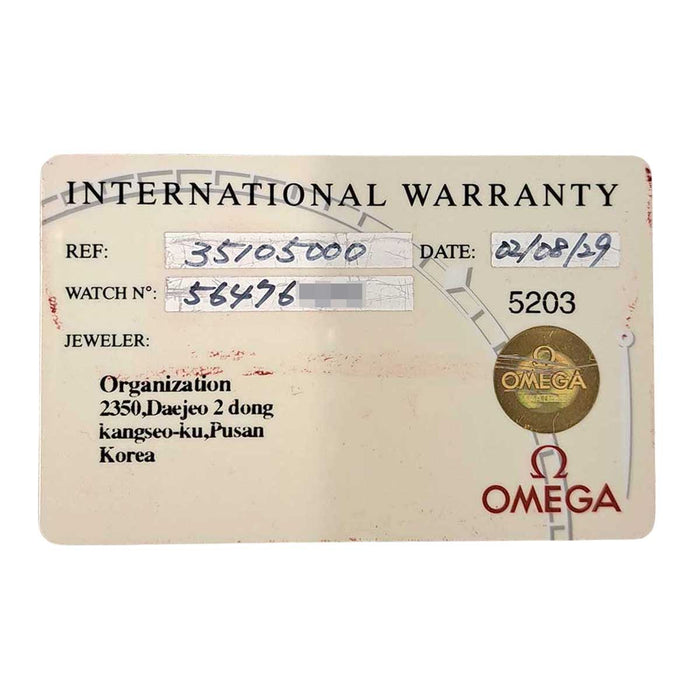 INTERNATIONAL WARRANTY
REF: 35105000 DATE: 02/08/29
WATCH N°: 56496
5203
JEWELER:
Organization
2350,Daejeo 2 dong
kangseo-ku,Pusan
Korea
Ω
OMEGA
Ω
OMEGA